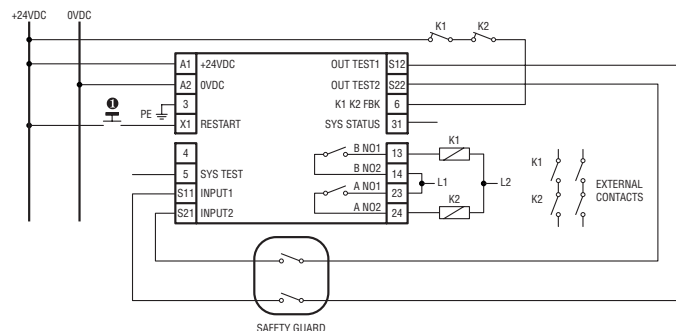 +24VDC 0VDC
K1 K2
A1 +24VDC OUT TEST1 S12
A2 0VDC OUT TEST2 S22
❶ PE 3 K1 K2 FBK 6
X1 RESTART SYS STATUS 31
4 B NO1 13 K1
5 SYS TEST B NO2 14 L1 L2
S11 INPUT1 A NO1 23
S21 INPUT2 A NO2 24 K2
K1
K2
EXTERNAL
CONTACTS
SAFETY GUARD